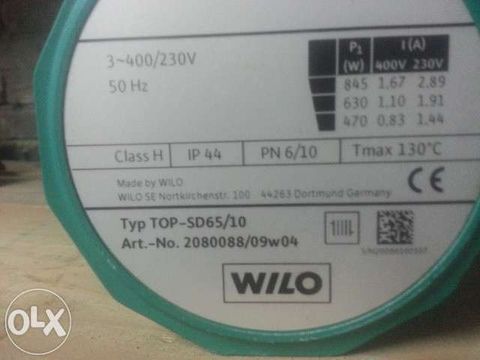 3~400/230V
50 Hz
P₁ I (A)
(W) 400V 230V
845 1,67 2,89
630 1.10 1.91
470 0,83 1.44
Class H IP 44 PN 6/10 Tmax 130°C
Made by WILO
WILO SE Nortkirchenstr. 100 44263 Dortmund Germany
CE
Typ TOP-SD65/10
Art.-No. 2080088/09w04
WILO
OLX